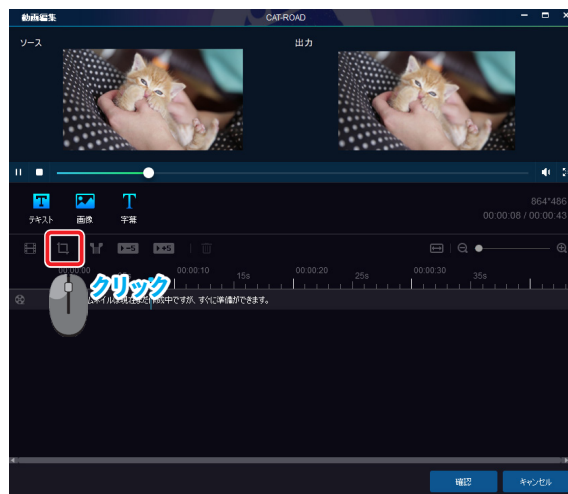 動画編集
CAT-ROAD
ソース
出力
テキスト
画像
字幕
864*486
00:00:08 / 00:00:43
-5
+5
00:00:00
00:00:10
15s
00:00:20
25s
00:00:30
35s
クリック
イルは現在まだ作成中ですが、すぐに準備ができます。
確認
キャンセル